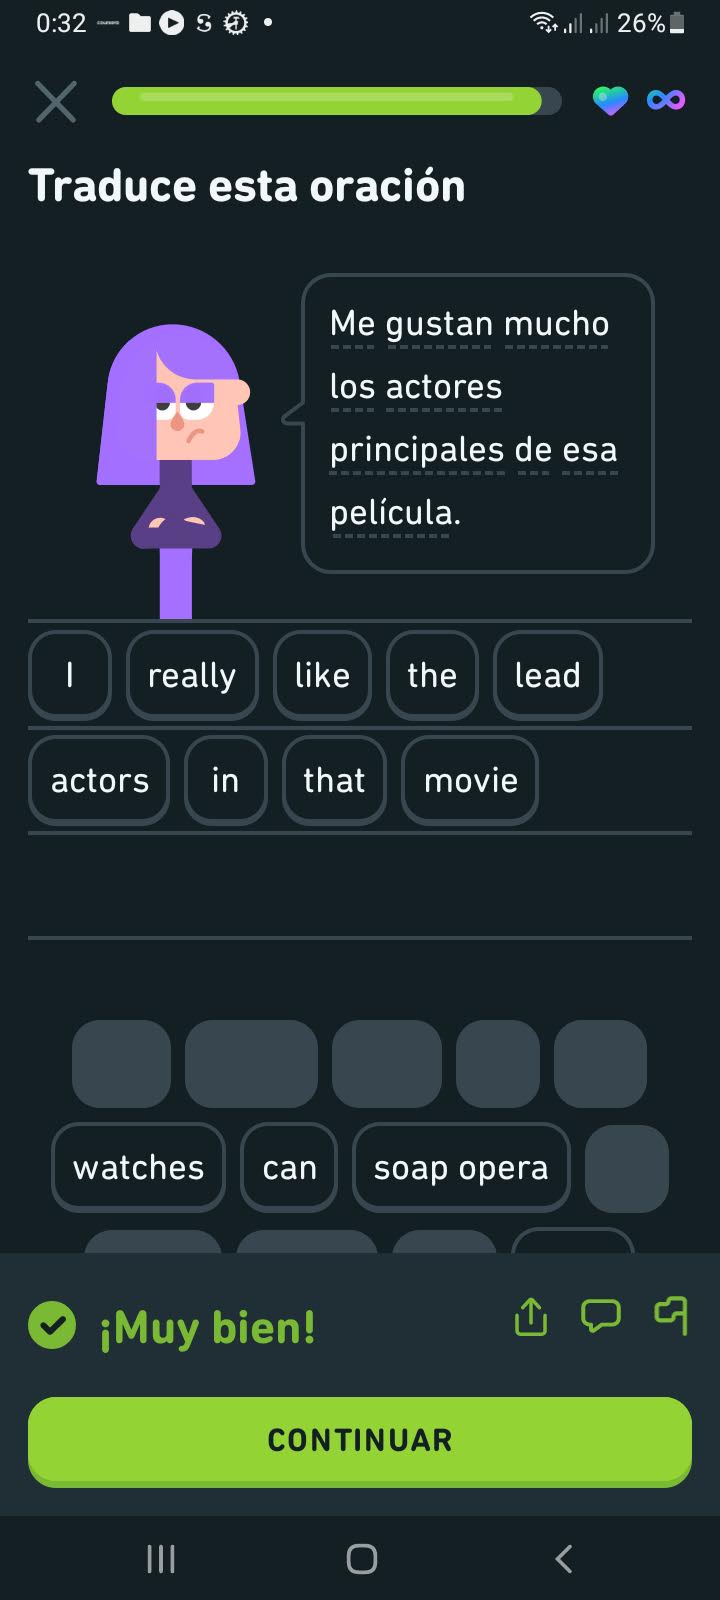 0:32
26%
Traduce esta oración
Me gustan mucho
los actores
principales de esa
película.
I really like the lead
actors in that movie
watches can soap opera
¡Muy bien!
CONTINUAR